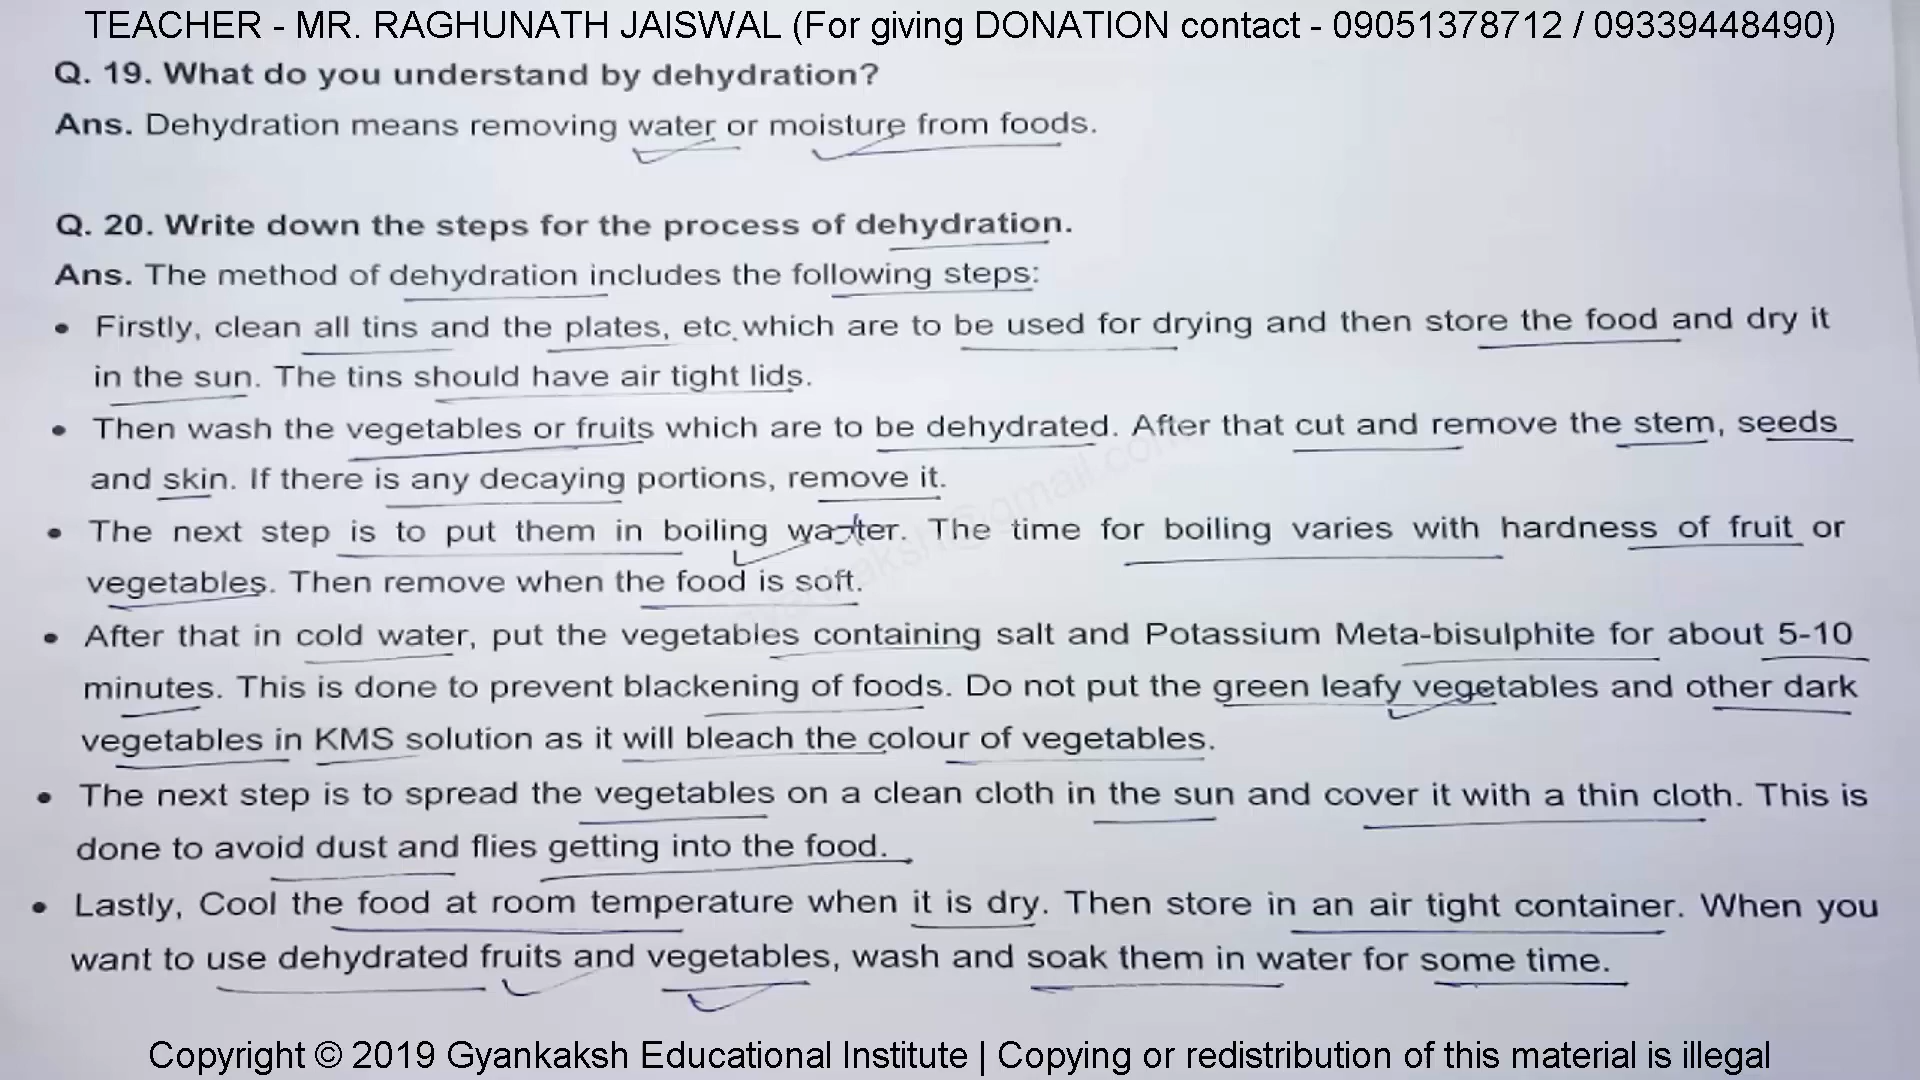 TEACHER - MR. RAGHUNATH JAISWAL (For giving DONATION contact - 09051378712 / 09339448490)
Q. 19. What do you understand by dehydration?
Ans. Dehydration means removing water or moisture from foods.
Q. 20. Write down the steps for the process of dehydration.
Ans. The method of dehydration includes the following steps:
• Firstly, clean all tins and the plates, etc. which are to be used for drying and then store the food and dry it
in the sun. The tins should have air tight lids.
• Then wash the vegetables or fruits which are to be dehydrated. After that cut and remove the stem, seeds
and skin. If there is any decaying portions, remove it.
• The next step is to put them in boiling water. The time for boiling varies with hardness of fruit or
vegetables. Then remove when the food is soft.
• After that in cold water, put the vegetables containing salt and Potassium Meta-bisulphite for about 5-10
minutes. This is done to prevent blackening of foods. Do not put the green leafy vegetables and other dark
vegetables in KMS solution as it will bleach the colour of vegetables.
• The next step is to spread the vegetables on a clean cloth in the sun and cover it with a thin cloth. This is
done to avoid dust and flies getting into the food.
• Lastly, Cool the food at room temperature when it is dry. Then store in an air tight container. When you
want to use dehydrated fruits and vegetables, wash and soak them in water for some time.
Copyright © 2019 Gyankaksh Educational Institute | Copying or redistribution of this material is illegal